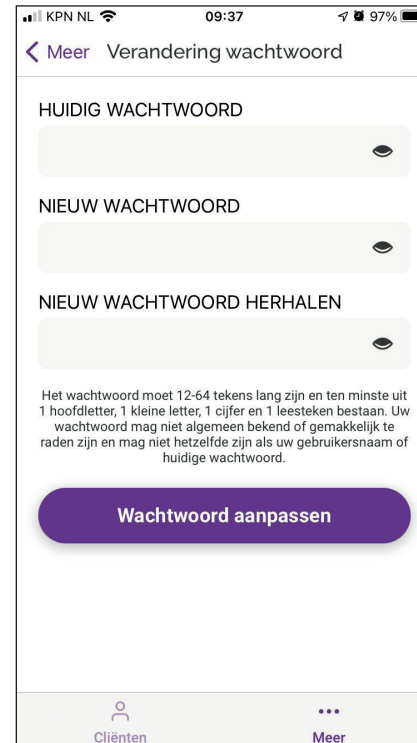 KPN NL 09:37 97%
Meer Verandering wachtwoord
HUIDIG WACHTWOORD
NIEUW WACHTWOORD
NIEUW WACHTWOORD HERHALEN
Het wachtwoord moet 12-64 tekens lang zijn en ten minste uit
1 hoofdletter, 1 kleine letter, 1 cijfer en 1 leesteken bestaan. Uw
wachtwoord mag niet algemeen bekend of gemakkelijk te
raden zijn en mag niet hetzelfde zijn als uw gebruikersnaam of
huidige wachtwoord.
Wachtwoord aanpassen
Cliënten Meer